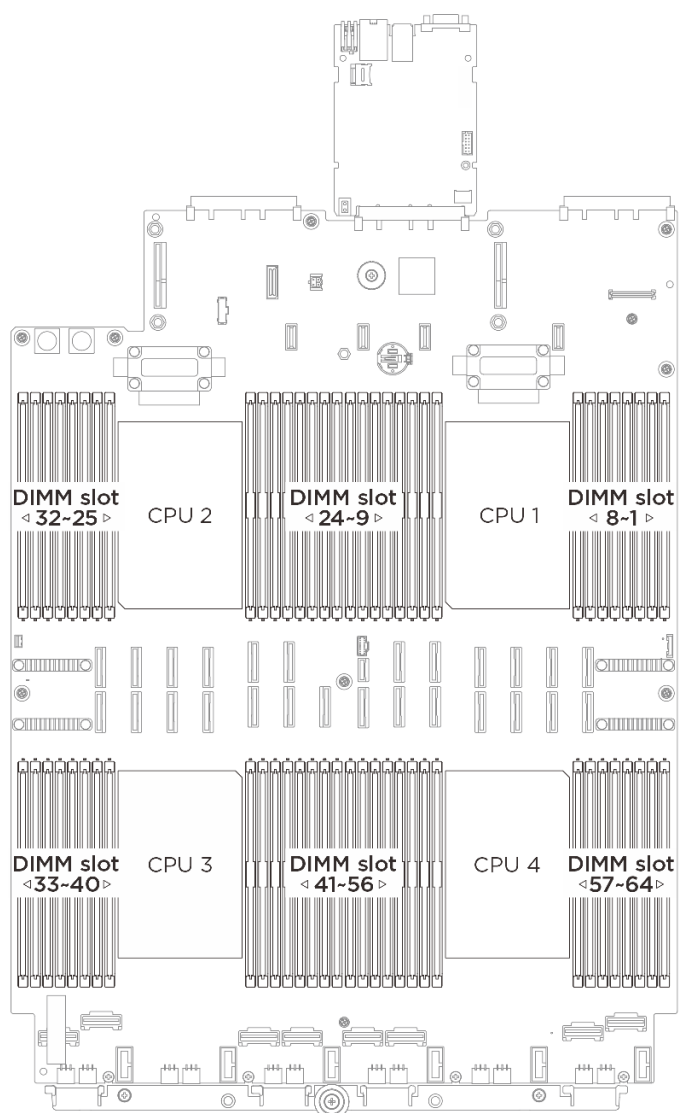 DIMM slot
◁ 32~25 ▷
CPU 2
DIMM slot
◁ 24~9 ▷
CPU 1
DIMM slot
◁ 8~1 ▷
DIMM slot
◁33~40▷
CPU 3
DIMM slot
◁ 41~56 ▷
CPU 4
DIMM slot
◁57~64▷